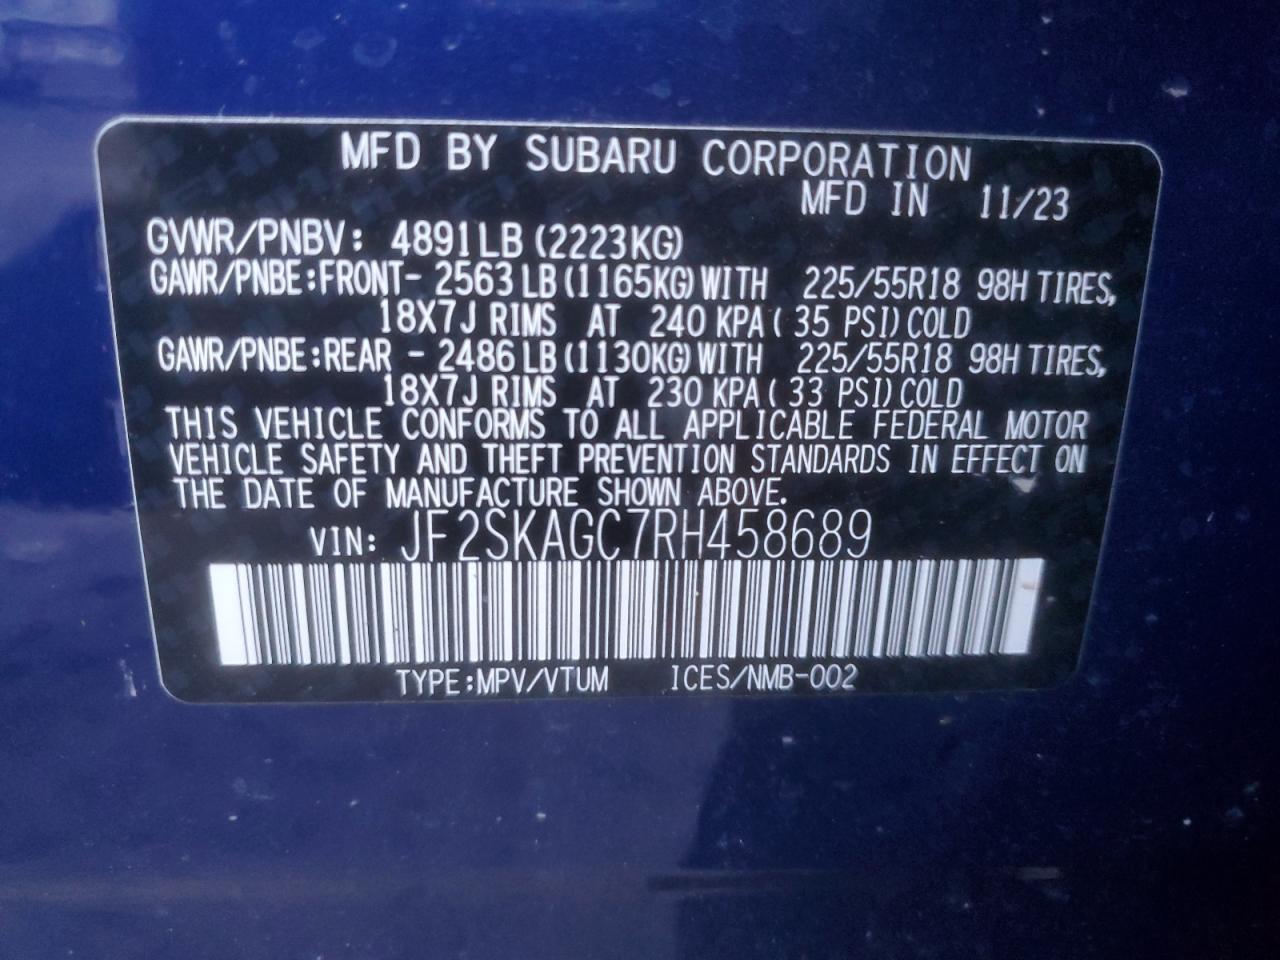 MFD BY SUBARU CORPORATION
MFD IN 11/23
GVWR/PNBV: 4891LB (2223KG)
GAWR/PNBE:FRONT- 2563LB (1165KG) WITH 225/55R18 98H TIRES,
18X7J RIMS AT 240 KPA ( 35 PSI) COLD
GAWR/PNBE:REAR - 2486LB (1130KG) WITH 225/55R18 98H TIRES,
18X7J RIMS AT 230 KPA ( 33 PSI) COLD
THIS VEHICLE CONFORMS TO ALL APPLICABLE FEDERAL MOTOR
VEHICLE SAFETY AND THEFT PREVENTION STANDARDS IN EFFECT ON
THE DATE OF MANUFACTURE SHOWN ABOVE.
VIN: JF2SKAGC7RH458689
TYPE:MPV/VTUM ICES/NMB-002